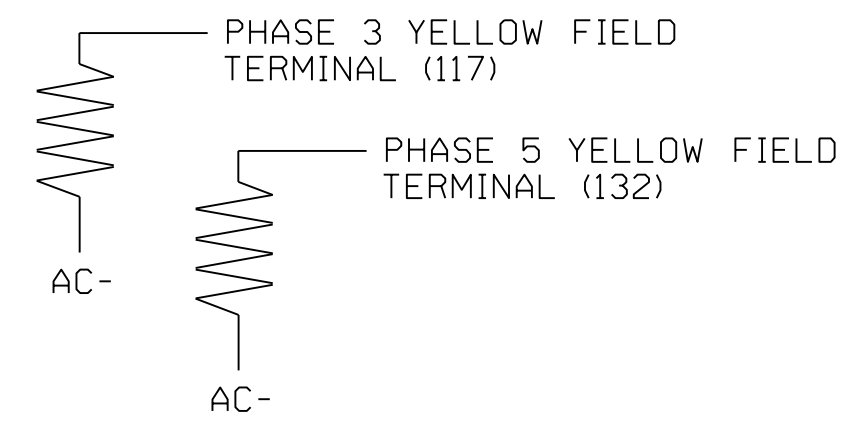 PHASE 3 YELLOW FIELD
TERMINAL (117)
PHASE 5 YELLOW FIELD
TERMINAL (132)
AC-
AC-